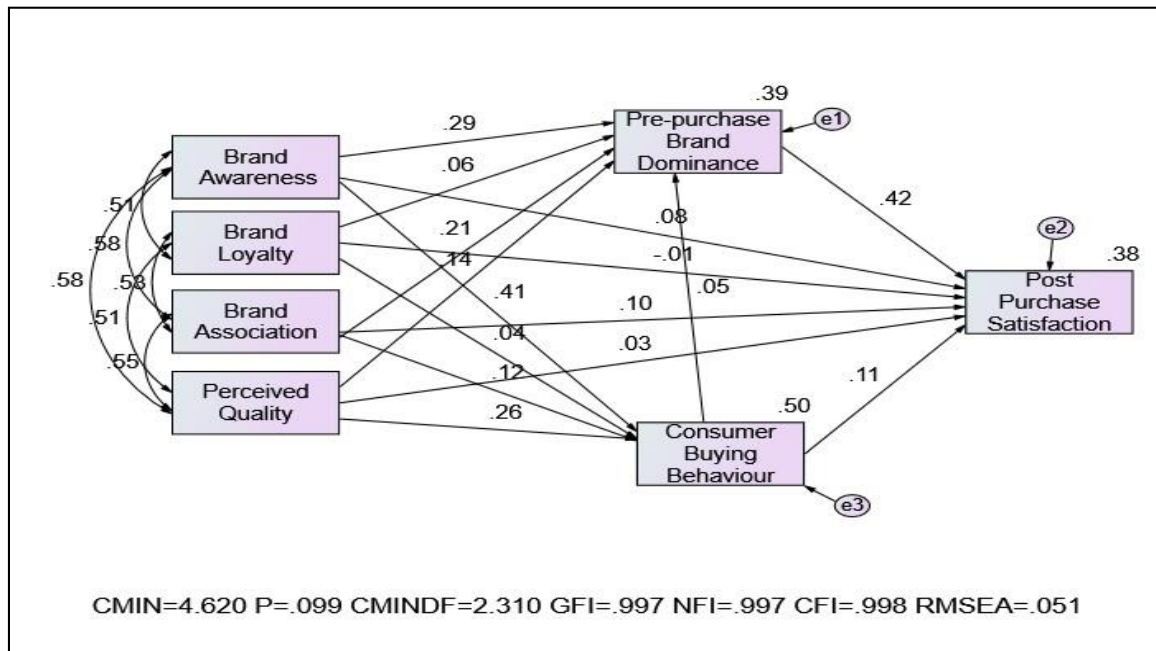 .39
Pre-purchase
Brand
Dominance
e1
.29
Brand
Awareness
.06
.51
.42
.08
e2
.21
Brand
Loyalty
.58
-.01
.38
.14
.53
.58
.05
Post
Purchase
Satisfaction
.41
.10
.51
Brand
Association
.04
.03
.55
.12
.11
Perceived
Quality
.26
.50
Consumer
Buying
Behaviour
e3
CMIN=4.620 P=.099 CMINDF=2.310 GFI=.997 NFI=.997 CFI=.998 RMSEA=.051